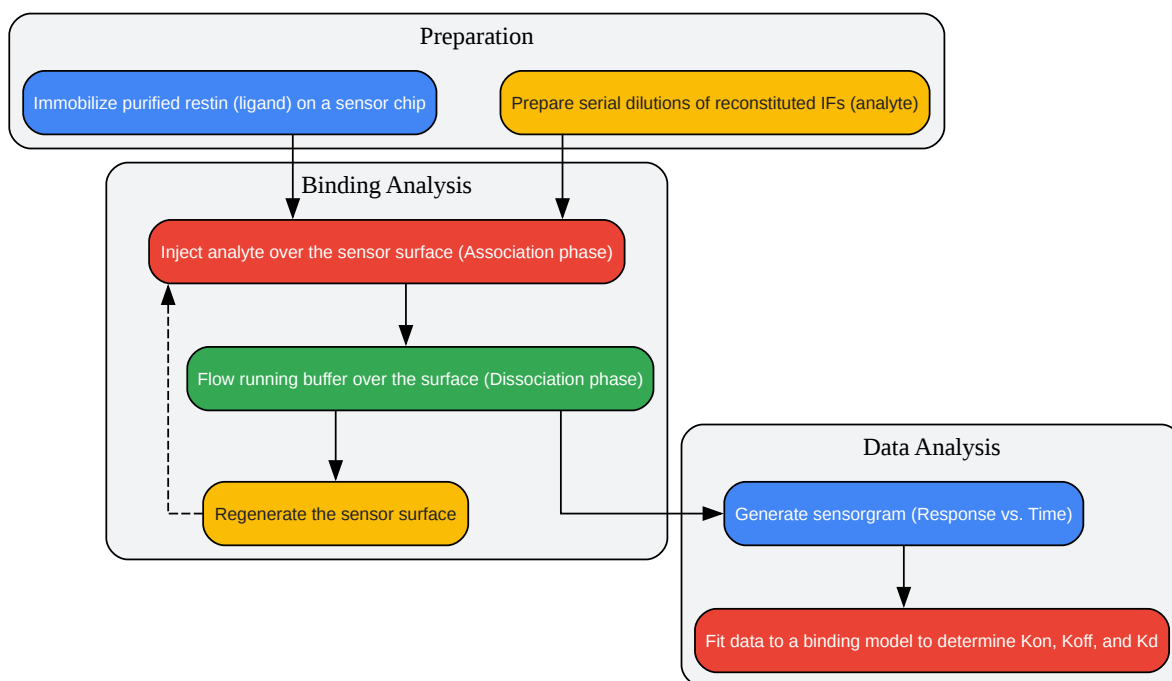 Preparation
Immobilize purified restin (ligand) on a sensor chip
Prepare serial dilutions of reconstituted IFs (analyte)
Binding Analysis
Inject analyte over the sensor surface (Association phase)
Flow running buffer over the surface (Dissociation phase)
Regenerate the sensor surface
Data Analysis
Generate sensorgram (Response vs. Time)
Fit data to a binding model to determine Kon, Koff, and Kd